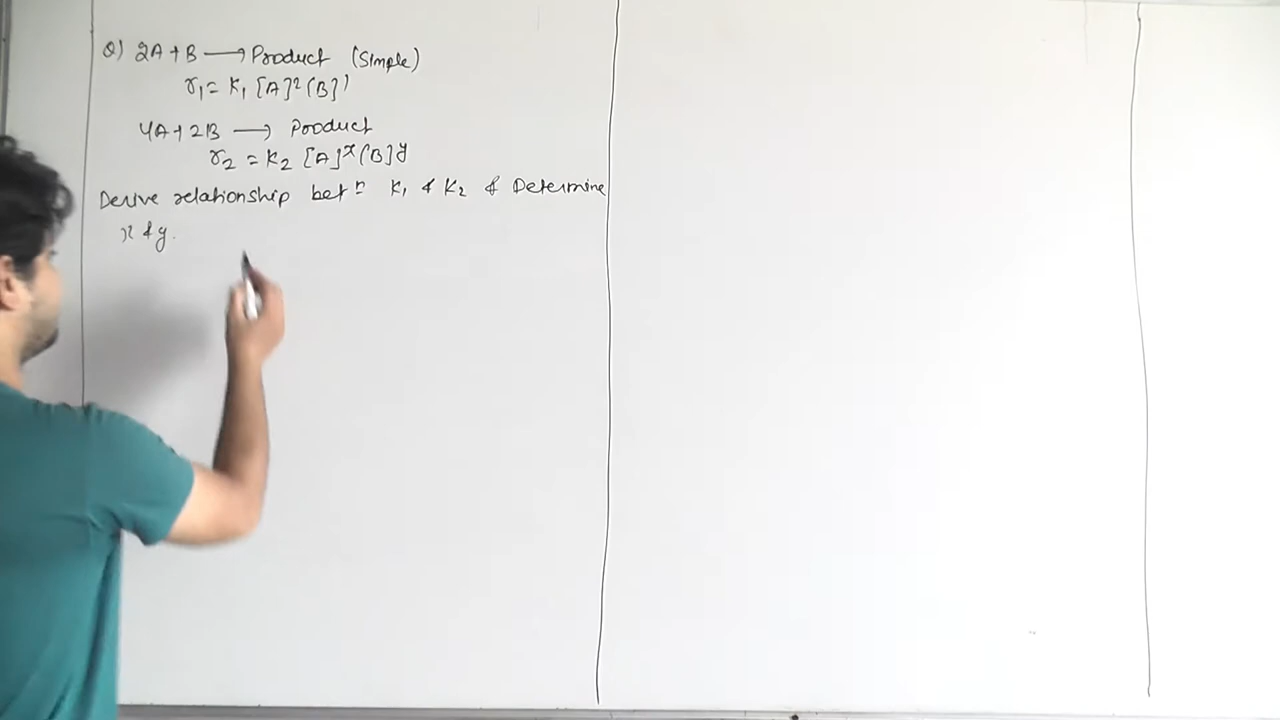 Q) 2A + B ⟶ Product (Simple)
r₁ = K₁ [A]² [B]¹
4A + 2B ⟶ Product
r₂ = K₂ [A]ˣ [B]ʸ
Derive relationship betⁿ K₁ & K₂ & Determine
x & y.